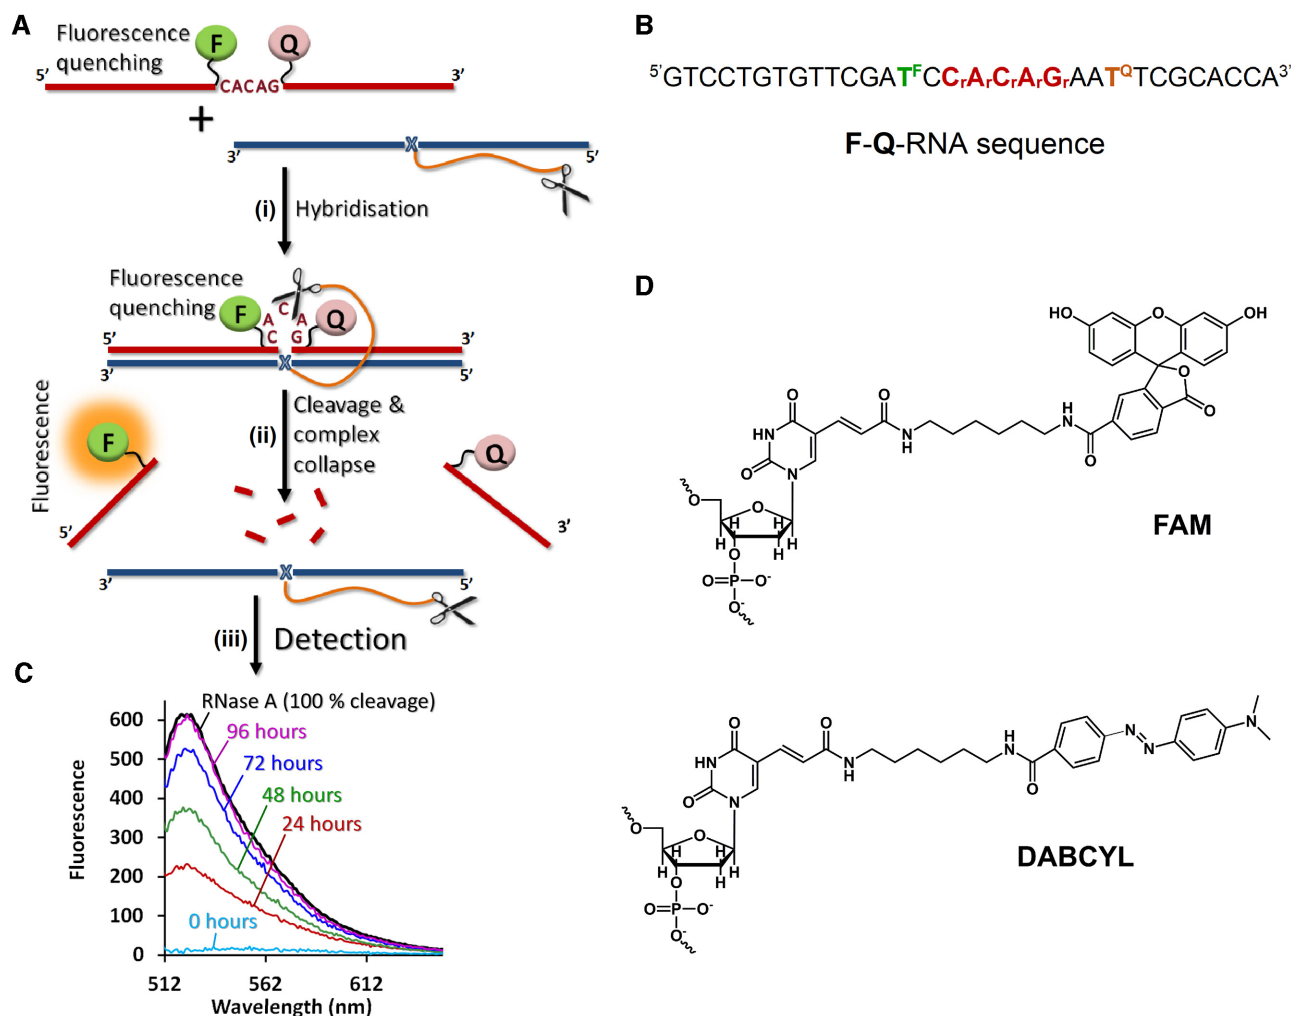 A
Fluorescence
quenching
F
Q
5’
CACAG
3’
+
X
3’
5’
(i)
Hybridisation
Fluorescence
quenching
F
A
C
A
Q
C
G
5’
3’
3’
X
5’
Fluorescence
F
Cleavage &
(ii)
complex
collapse
Q
5’
3’
3’
X
5’
(iii)
Detection
B
5’GTCCTGTGTTCGATFCCrArCrArGrAATQTCGCACCA3’
F-Q-RNA sequence
C
RNase A (100 % cleavage)
96 hours
72 hours
48 hours
24 hours
0 hours
Fluorescence
600
500
400
300
200
100
0
512
562
612
Wavelength (nm)
D
HO
O
OH
O
O
O
NH
O
N
O
N
H
H
N
O
O
O
H
H
H
H
H
O
O=P–O-
O-
FAM
O
NH
O
N
O
N
H
H
N
O
N
N
N
O
O
H
H
H
H
H
O
O=P–O-
O-
DABCYL